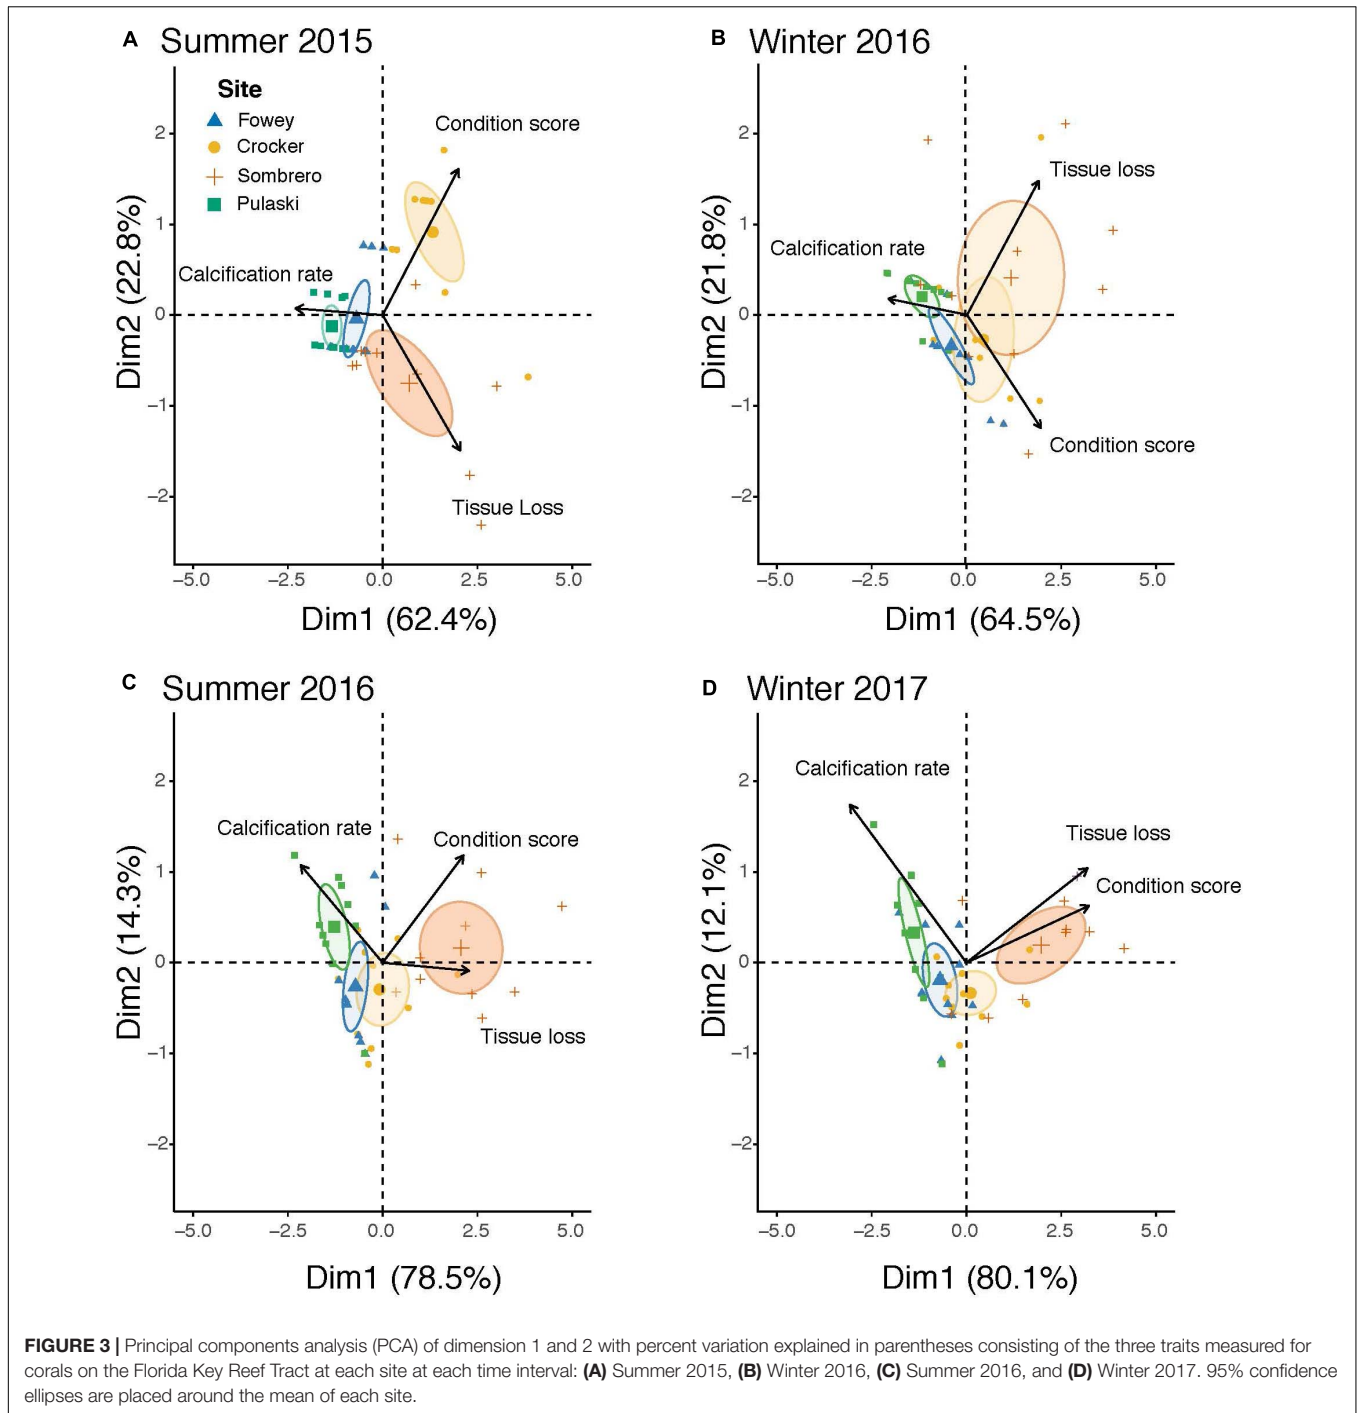 A Summer 2015
Site
Fowey
Crocker
Sombrero
Pulaski
Condition score
Calcification rate
Tissue Loss
2
1
0
−1
−2
Dim2 (22.8%)
−5.0 −2.5 0.0 2.5 5.0
Dim1 (62.4%)
B Winter 2016
Tissue loss
Calcification rate
Condition score
2
1
0
−1
−2
Dim2 (21.8%)
−5.0 −2.5 0.0 2.5 5.0
Dim1 (64.5%)
C Summer 2016
Calcification rate
Condition score
Tissue loss
2
1
0
−1
−2
Dim2 (14.3%)
−5.0 −2.5 0.0 2.5 5.0
Dim1 (78.5%)
D Winter 2017
Calcification rate
Tissue loss
Condition score
2
1
0
−1
−2
Dim2 (12.1%)
−5.0 −2.5 0.0 2.5 5.0
Dim1 (80.1%)
FIGURE 3 | Principal components analysis (PCA) of dimension 1 and 2 with percent variation explained in parentheses consisting of the three traits measured for
corals on the Florida Key Reef Tract at each site at each time interval: (A) Summer 2015, (B) Winter 2016, (C) Summer 2016, and (D) Winter 2017. 95% confidence
ellipses are placed around the mean of each site.